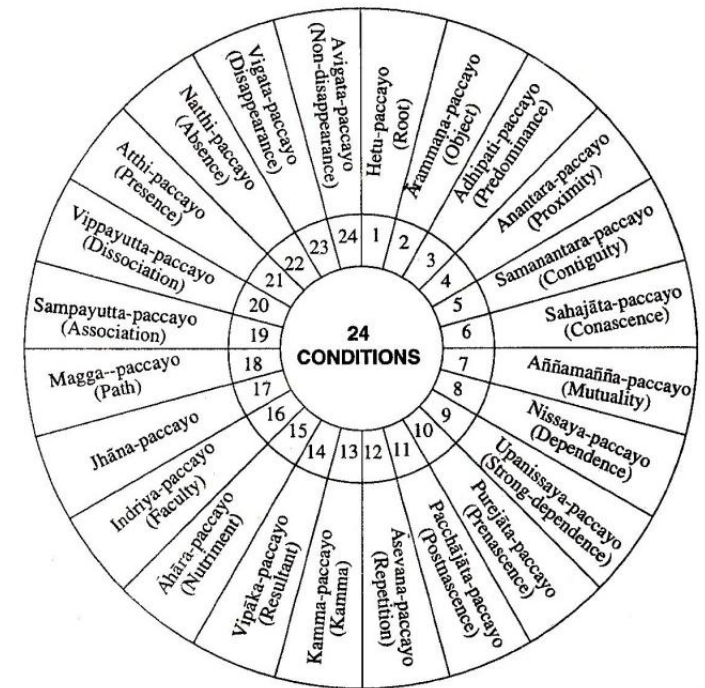 24
CONDITIONS
1
Hetu-paccayo
(Root)
2
Ārammaṇa-paccayo
(Object)
3
Adhipati-paccayo
(Predominance)
4
Anantara-paccayo
(Proximity)
5
Samanantara-paccayo
(Contiguity)
6
Sahajāta-paccayo
(Conascence)
7
Aññamañña-paccayo
(Mutuality)
8
Nissaya-paccayo
(Dependence)
9
Upanissaya-paccayo
(Strong-dependence)
10
Purejāta-paccayo
(Prenascence)
11
Pacchājāta-paccayo
(Postnascence)
12
Āsevana-paccayo
(Repetition)
13
Kamma-paccayo
(Kamma)
14
Vipāka-paccayo
(Resultant)
15
Āhāra-paccayo
(Nutriment)
16
Indriya-paccayo
(Faculty)
17
Jhāna-paccayo
18
Magga--paccayo
(Path)
19
Sampayutta-paccayo
(Association)
20
Vippayutta-paccayo
(Dissociation)
21
Atthi-paccayo
(Presence)
22
Natthi-paccayo
(Absence)
23
Vigata-paccayo
(Disappearance)
24
Avigata-paccayo
(Non-disappearance)